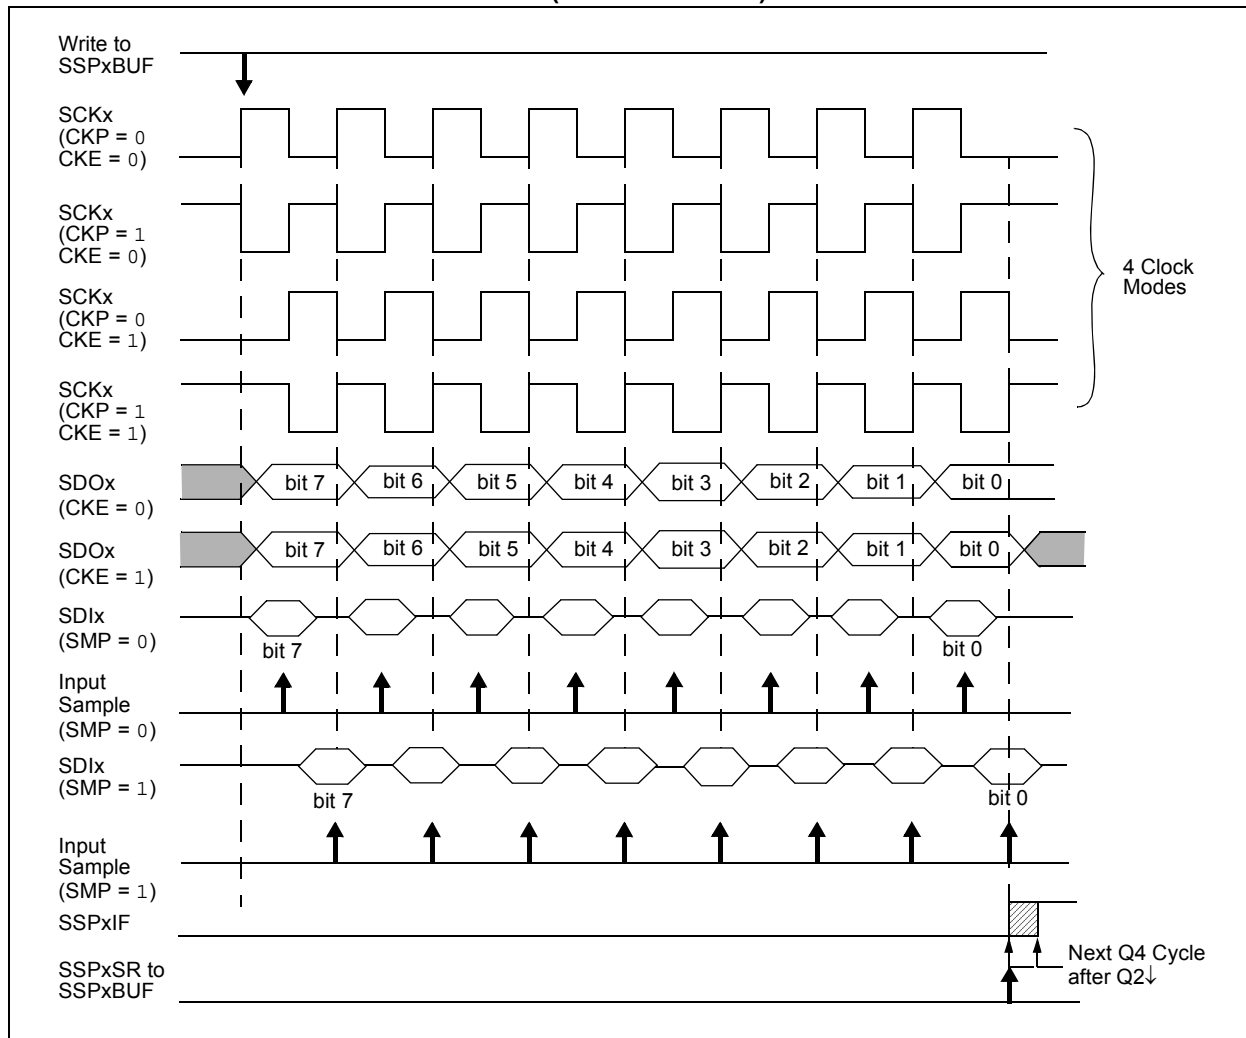 Write to
SSPxBUF
SCKx
(CKP = 0
CKE = 0)
SCKx
(CKP = 1
CKE = 0)
SCKx
(CKP = 0
CKE = 1)
SCKx
(CKP = 1
CKE = 1)
4 Clock
Modes
SDOx
(CKE = 0)
bit 7 bit 6 bit 5 bit 4 bit 3 bit 2 bit 1 bit 0
SDOx
(CKE = 1)
bit 7 bit 6 bit 5 bit 4 bit 3 bit 2 bit 1 bit 0
SDIx
(SMP = 0)
bit 7 bit 0
Input
Sample
(SMP = 0)
SDIx
(SMP = 1)
bit 7 bit 0
Input
Sample
(SMP = 1)
SSPxIF
SSPxSR to
SSPxBUF
Next Q4 Cycle
after Q2↓